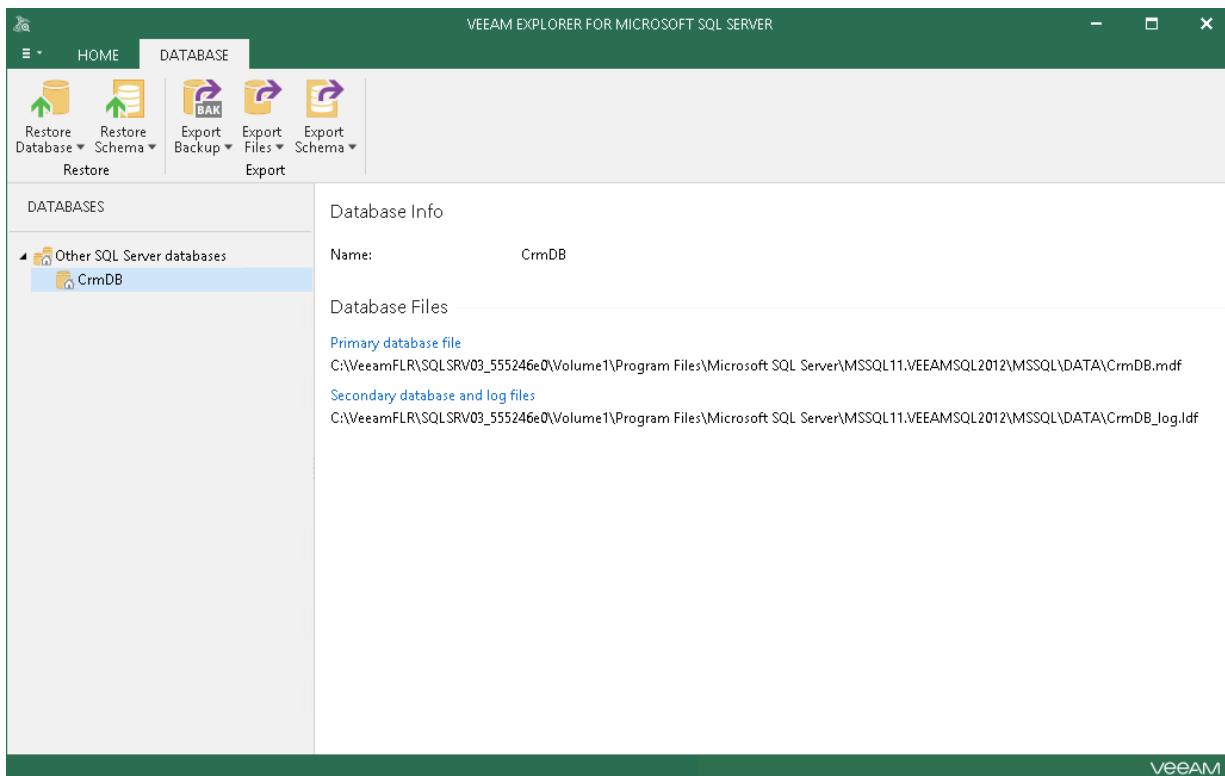 VEEAM EXPLORER FOR MICROSOFT SQL SERVER
HOME
DATABASE
Restore Database
Restore Schema
Restore
BAK
Export Backup
Export Files
Export Schema
Export
DATABASES
Other SQL Server databases
CrmDB
Database Info
Name: CrmDB
Database Files
Primary database file
C:\VeeamFLR\SQLSRV03_555246e0\Volume1\Program Files\Microsoft SQL Server\MSSQL11.VEEAMSQL2012\MSSQL\DATA\CrmDB.mdf
Secondary database and log files
C:\VeeamFLR\SQLSRV03_555246e0\Volume1\Program Files\Microsoft SQL Server\MSSQL11.VEEAMSQL2012\MSSQL\DATA\CrmDB_log.ldf
veeam